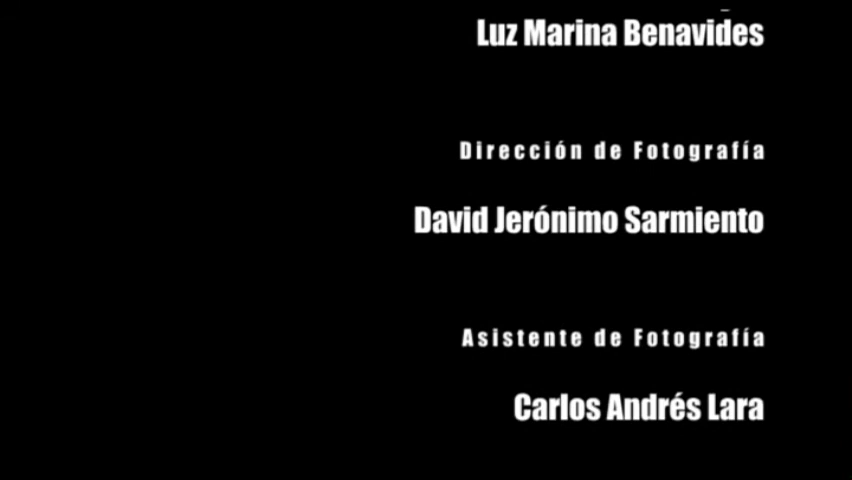 Luz Marina Benavides
Dirección de Fotografía
David Jerónimo Sarmiento
Asistente de Fotografía
Carlos Andrés Lara